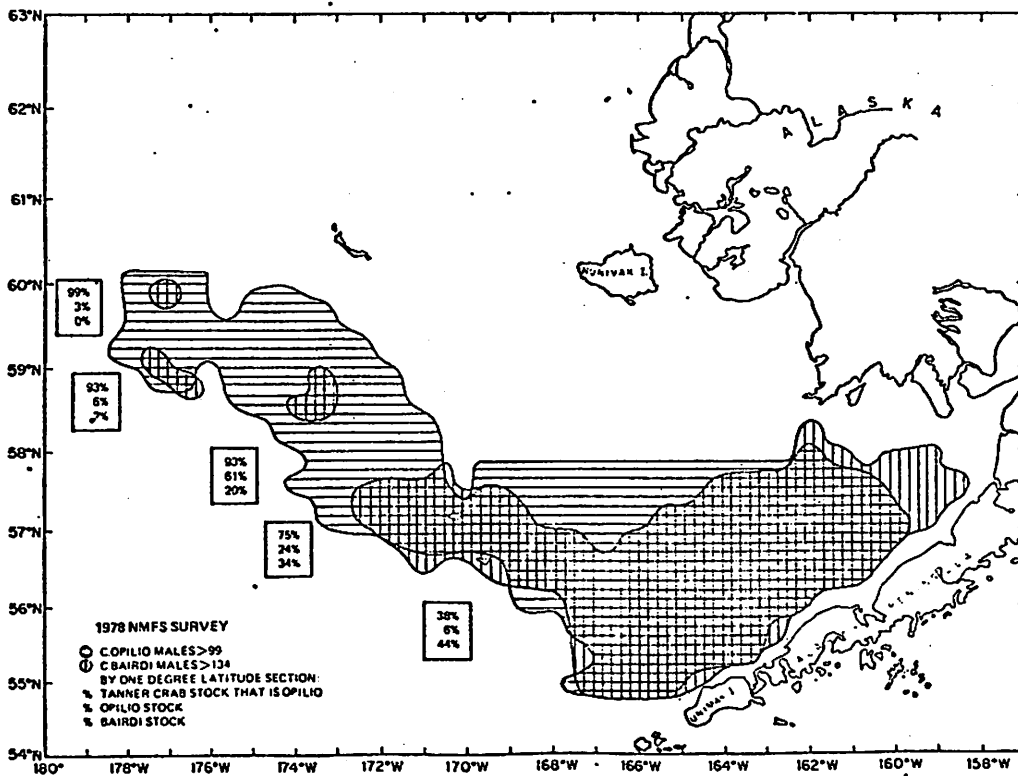 63°N
62°N
61°N
60°N
59°N
58°N
57°N
56°N
55°N
54°N
ALASKA
NUNIVAK I.
99%
3%
0%
93%
6%
93%
61%
20%
75%
24%
34%
38%
6%
44%
UNIMAK I.
1978 NMFS SURVEY
C.OPILIO MALES>99
C.BAIRDI MALES>134
BY ONE DEGREE LATITUDE SECTION:
% TANNER CRAB STOCK THAT IS OPILIO
% OPILIO STOCK
% BAIRDI STOCK
180° 178°W 176°W 174°W 172°W 170°W 168°W 166°W 164°W 162°W 160°W 158°W